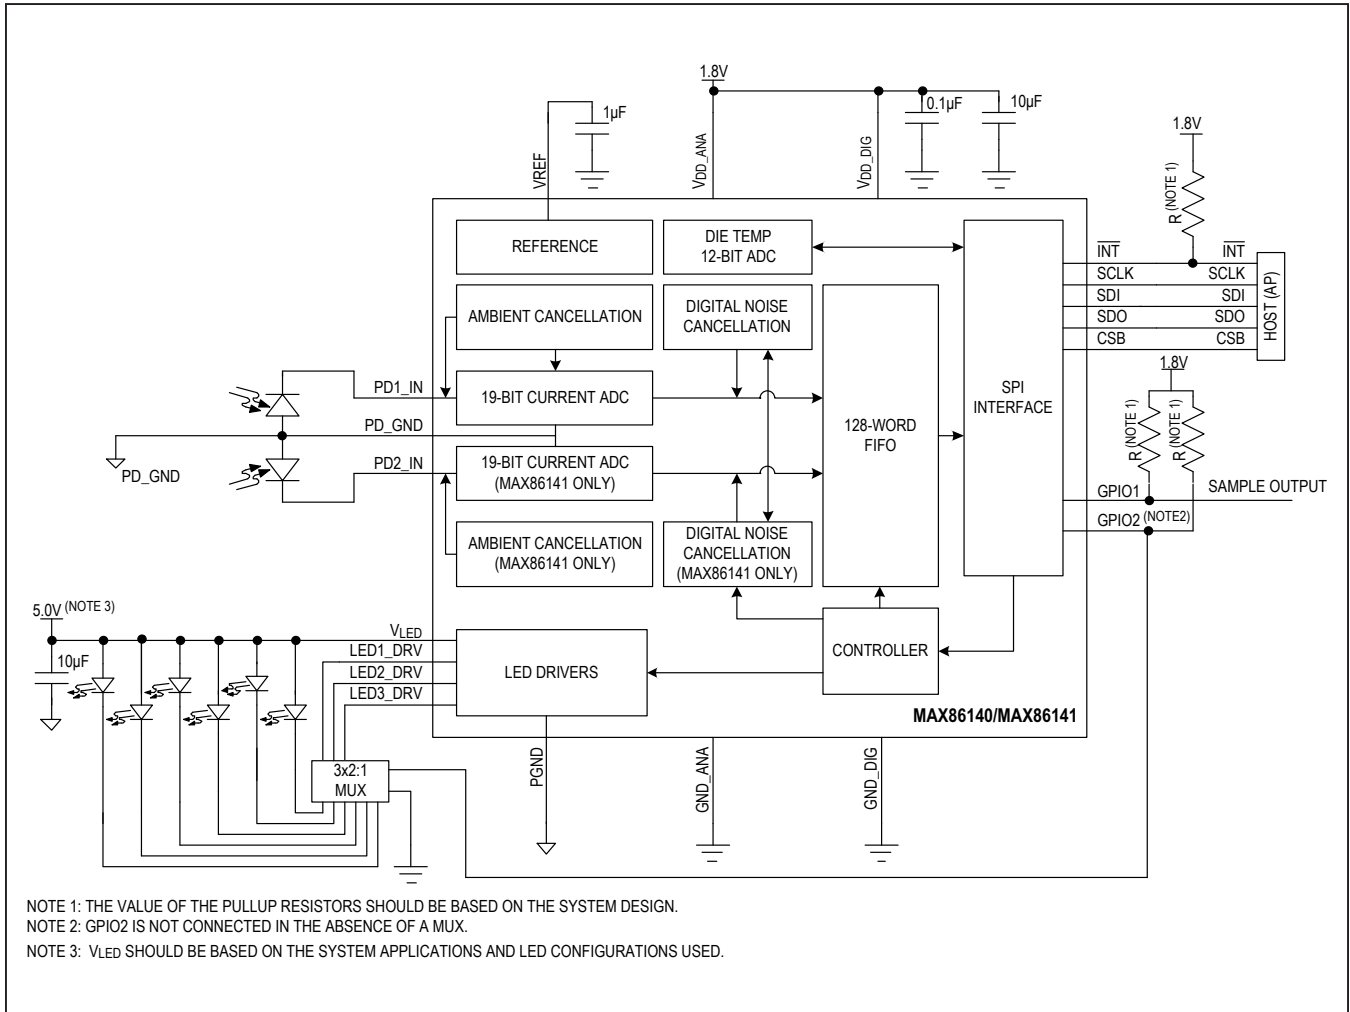 1.8V
1µF
0.1µF
10µF
1.8V
VREF
VDD_ANA
VDD_DIG
R (NOTE 1)
REFERENCE
DIE TEMP
12-BIT ADC
INT
SCLK
SDI
SDO
CSB
INT
SCLK
SDI
SDO
CSB
HOST (AP)
AMBIENT CANCELLATION
DIGITAL NOISE
CANCELLATION
1.8V
PD1_IN
19-BIT CURRENT ADC
SPI
INTERFACE
PD_GND
128-WORD
FIFO
R (NOTE 1)
R (NOTE 1)
PD_GND
PD2_IN
19-BIT CURRENT ADC
(MAX86141 ONLY)
GPIO1
SAMPLE OUTPUT
GPIO2 (NOTE2)
AMBIENT CANCELLATION
(MAX86141 ONLY)
DIGITAL NOISE
CANCELLATION
(MAX86141 ONLY)
5.0V (NOTE 3)
10µF
VLED
LED1_DRV
LED2_DRV
LED3_DRV
LED DRIVERS
CONTROLLER
MAX86140/MAX86141
3x2:1
MUX
PGND
GND_ANA
GND_DIG
NOTE 1: THE VALUE OF THE PULLUP RESISTORS SHOULD BE BASED ON THE SYSTEM DESIGN.
NOTE 2: GPIO2 IS NOT CONNECTED IN THE ABSENCE OF A MUX.
NOTE 3: VLED SHOULD BE BASED ON THE SYSTEM APPLICATIONS AND LED CONFIGURATIONS USED.